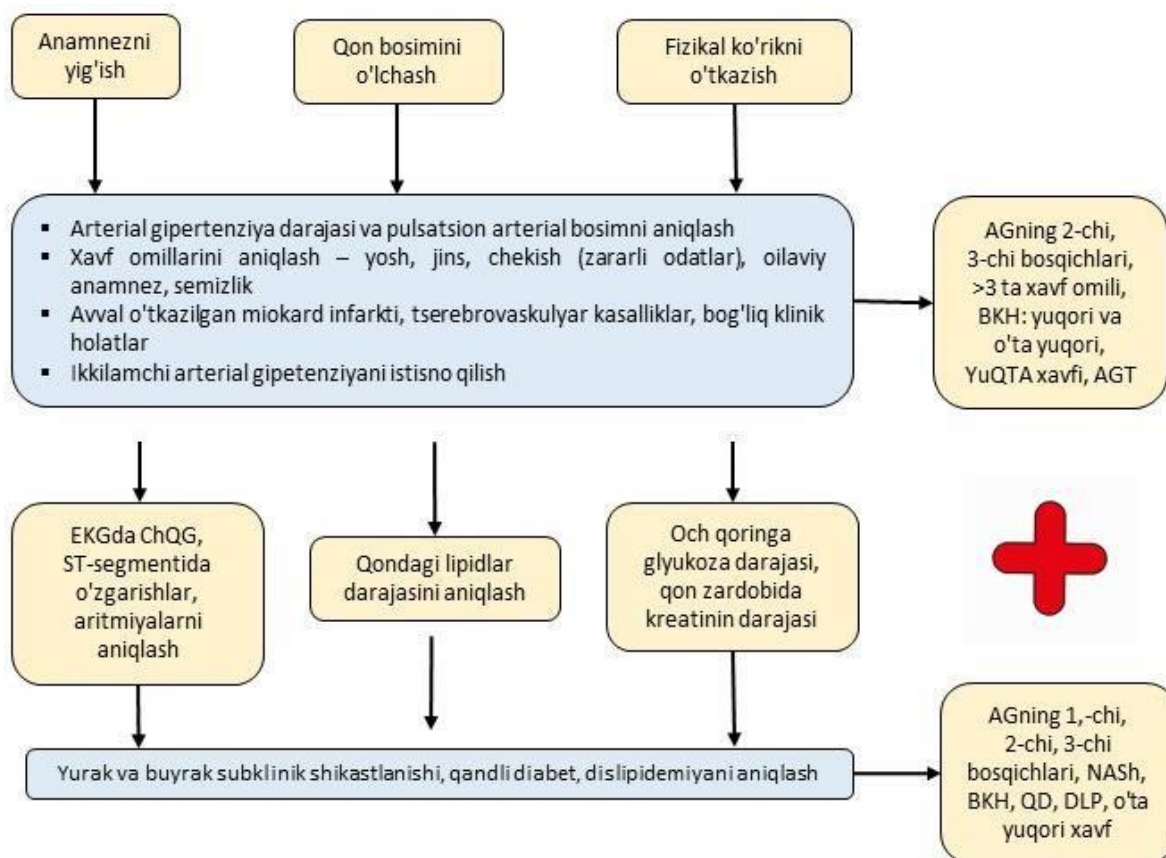 Anamnezni
yig'ish
Qon bosimini
o'lchash
Fizikal ko'rikni
o'tkazish
▪ Arterial gipertenziya darajasi va pulsatsion arterial bosimni aniqlash
▪ Xavf omillarini aniqlash – yosh, jins, chekish (zararli odatlar), oilaviy
anamnez, semizlik
▪ Avval o'tkazilgan miokard infarkti, tserebrovaskulyar kasalliklar, bog'liq klinik
holatlar
▪ Ikkilamchi arterial gipetenziyani istisno qilish
AGning 2-chi,
3-chi bosqichlari,
>3 ta xavf omili,
BKH: yuqori va
o'ta yuqori,
YuQTA xavfi, AGT
EKGda ChQG,
ST-segmentida
o'zgarishlar,
aritmiyalarni
aniqlash
Qondagi lipidlar
darajasini aniqlash
Och qoringa
glyukoza darajasi,
qon zardobida
kreatinin darajasi
Yurak va buyrak subklinik shikastlanishi, qandli diabet, dislipidemiyani aniqlash
AGning 1,-chi,
2-chi, 3-chi
bosqichlari, NASh,
BKH, QD, DLP, o'ta
yuqori xavf